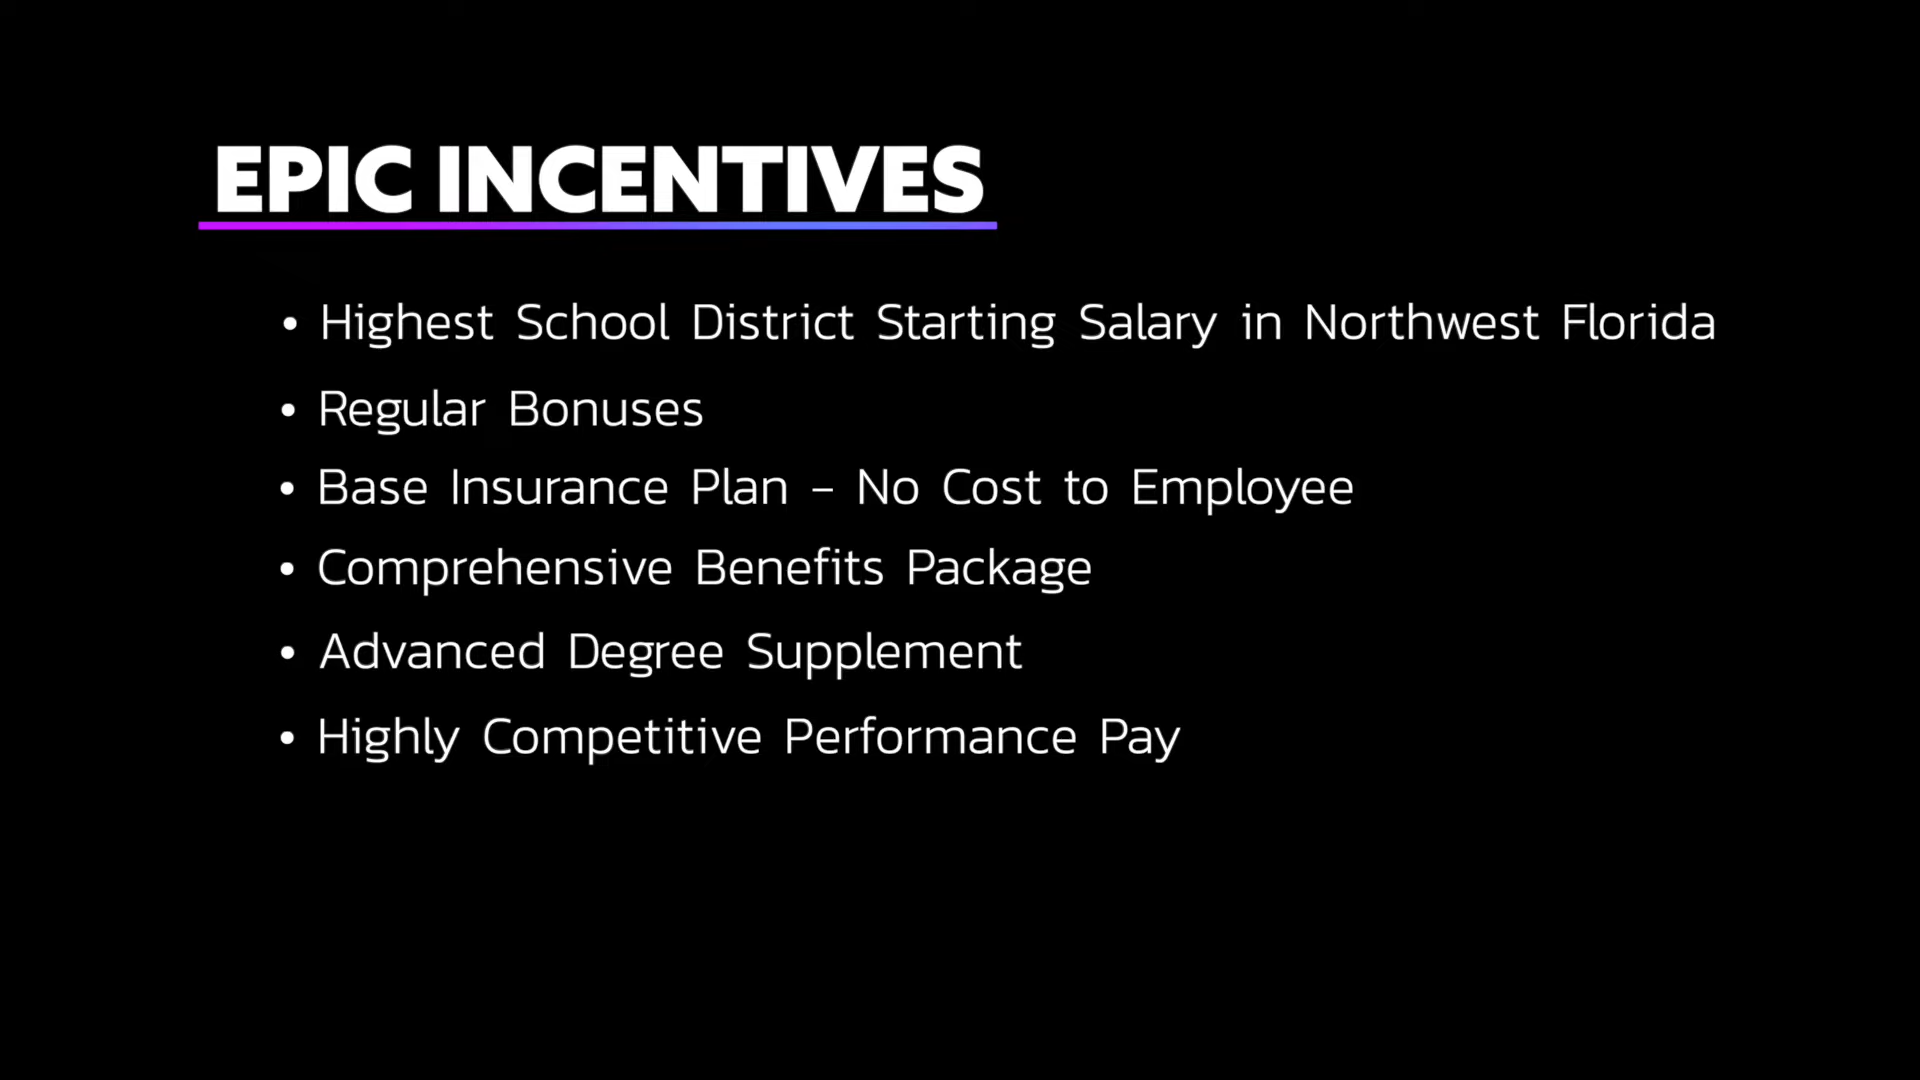 EPIC INCENTIVES
• Highest School District Starting Salary in Northwest Florida
• Regular Bonuses
• Base Insurance Plan – No Cost to Employee
• Comprehensive Benefits Package
• Advanced Degree Supplement
• Highly Competitive Performance Pay